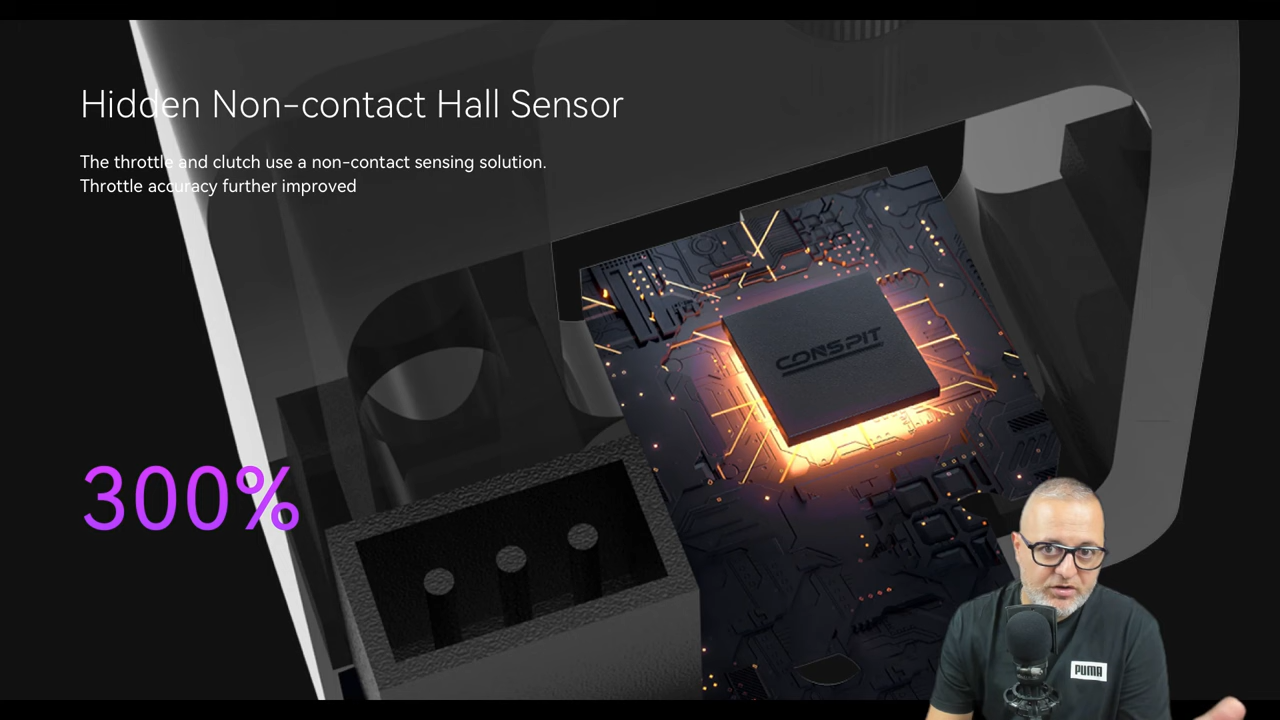 Hidden Non-contact Hall Sensor
The throttle and clutch use a non-contact sensing solution.
Throttle accuracy further improved
CONSPIT
300%
PUMA